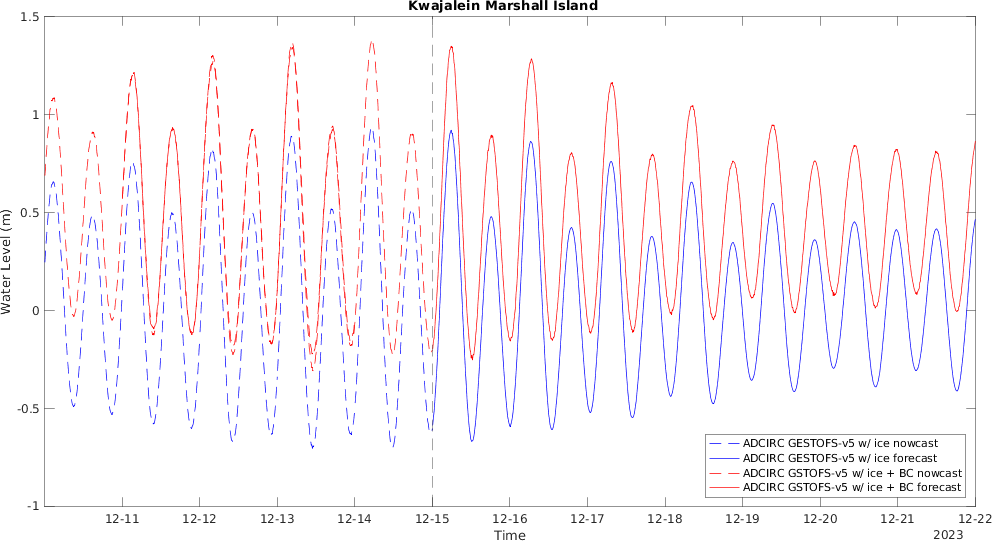 Kwajalein Marshall Island
1.5
1
0.5
0
-0.5
-1
Water Level (m)
12-11
12-12
12-13
12-14
12-15
12-16
12-17
12-18
12-19
12-20
12-21
12-22
Time
2023
ADCIRC GESTOFS-v5 w/ ice nowcast
ADCIRC GESTOFS-v5 w/ ice forecast
ADCIRC GSTOFS-v5 w/ ice + BC nowcast
ADCIRC GSTOFS-v5 w/ ice + BC forecast